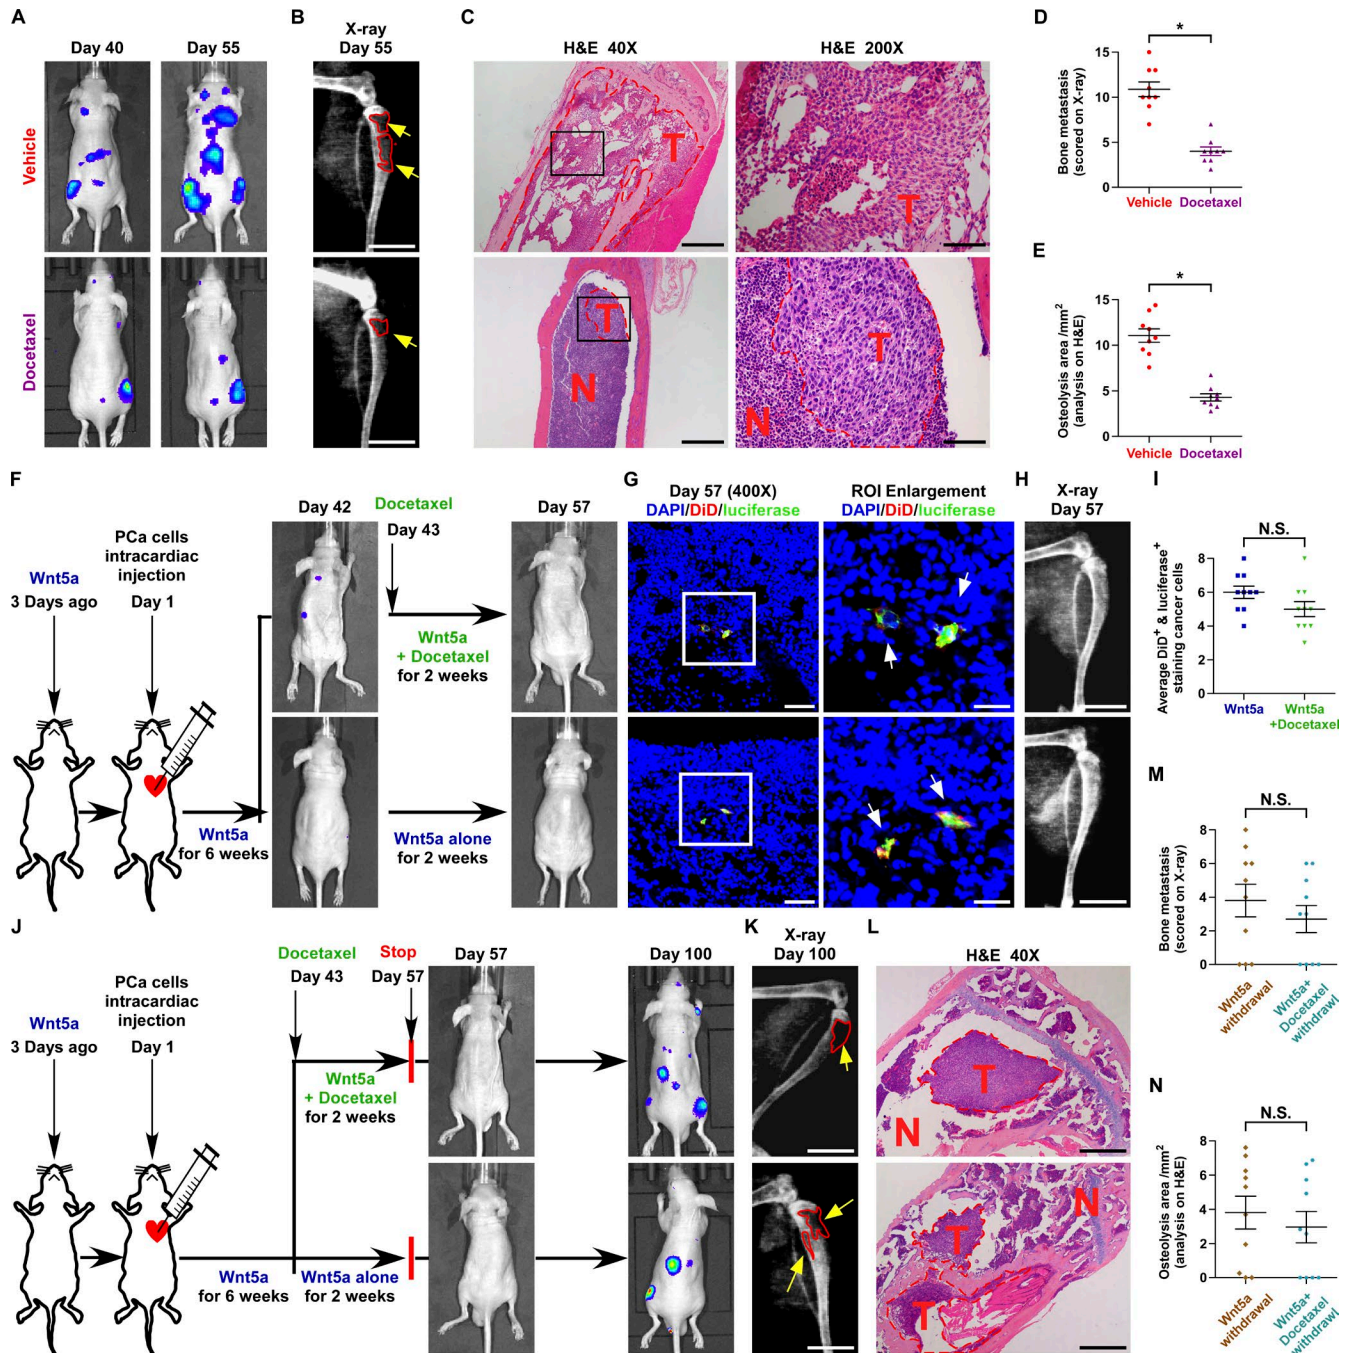 A
Day 40
Day 55
Vehicle
Docetaxel
B
X-ray
Day 55
C
H&E 40X
H&E 200X
T
T
T
N
T
N
D
Bone metastasis
(scored on X-ray)
15
10
5
0
*
Vehicle
Docetaxel
E
Osteolysis area /mm²
(analysis on H&E)
15
10
5
0
*
Vehicle
Docetaxel
F
Wnt5a
3 Days ago
PCa cells
intracardiac
injection
Day 1
Wnt5a
for 6 weeks
Day 42
Docetaxel
Day 43
Wnt5a
+ Docetaxel
for 2 weeks
Wnt5a alone
for 2 weeks
Day 57
G
Day 57 (400X)
DAPI/DiD/luciferase
ROI Enlargement
DAPI/DiD/luciferase
H
X-ray
Day 57
I
Average DiD⁺ & luciferase⁺
staining cancer cells
8
6
4
2
0
N.S.
Wnt5a
Wnt5a
+Docetaxel
J
Wnt5a
3 Days ago
PCa cells
intracardiac
injection
Day 1
Wnt5a
for 6 weeks
Docetaxel
Day 43
Stop
Day 57
Wnt5a
+ Docetaxel
for 2 weeks
Wnt5a alone
for 2 weeks
Day 57
Day 100
K
X-ray
Day 100
L
H&E 40X
T
N
N
T
T
M
Bone metastasis
(scored on X-ray)
8
6
4
2
0
N.S.
Wnt5a
withdrawal
Wnt5a+
Docetaxel
withdrawl
N
Osteolysis area /mm²
(analysis on H&E)
8
6
4
2
0
N.S.
Wnt5a
withdrawal
Wnt5a+
Docetaxel
withdrawl